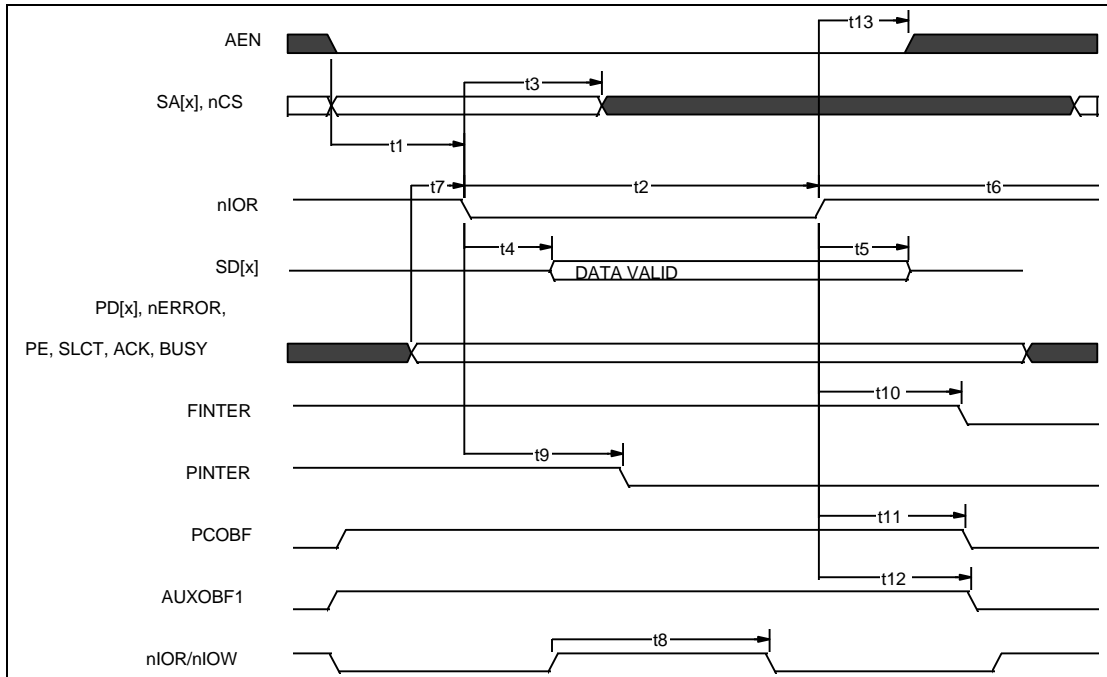 t13
AEN
t3
SA[x], nCS
t1
t7
t2
t6
nIOR
t4
t5
SD[x]
DATA VALID
PD[x], nERROR,
PE, SLCT, ACK, BUSY
t10
FINTER
t9
PINTER
t11
PCOBF
t12
AUXOBF1
t8
nIOR/nIOW